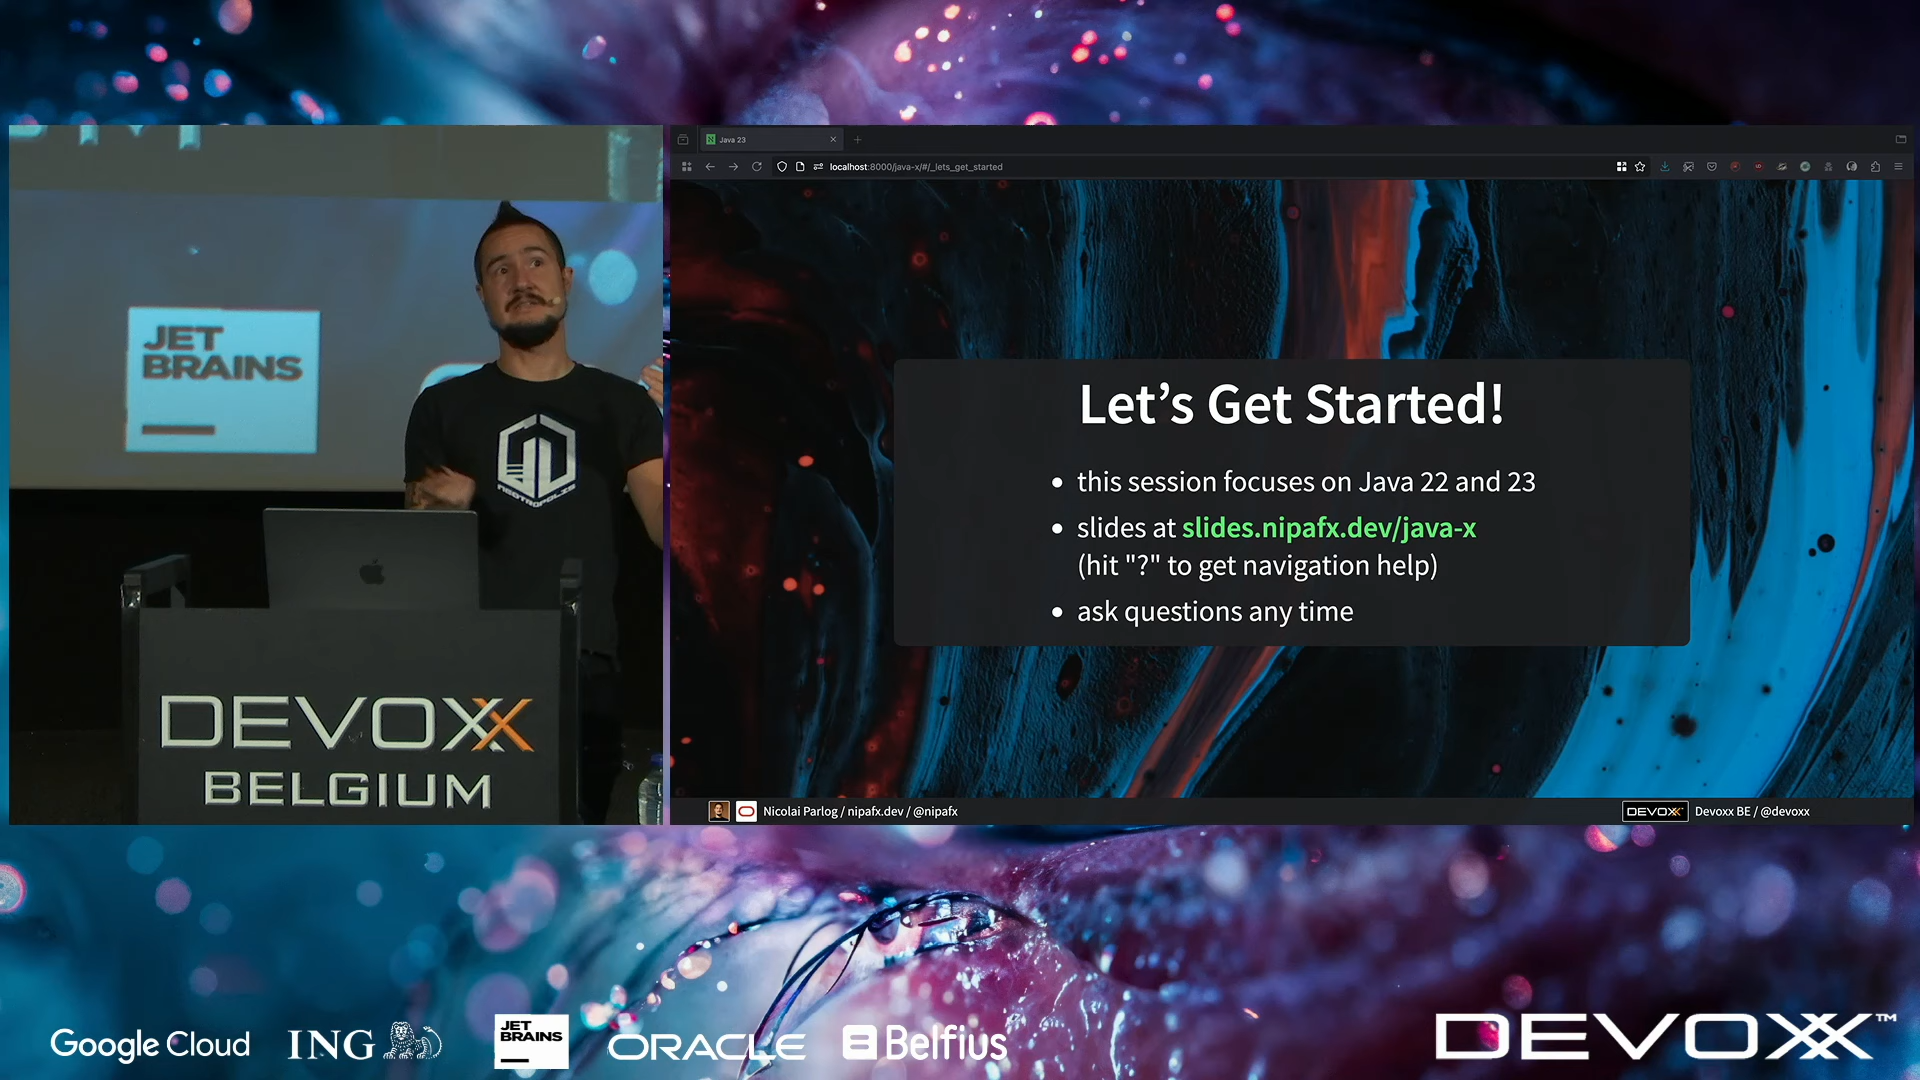 JET
BRAINS
NEOTROPOLIS
DEVOXX
BELGIUM
Java 23
localhost:8000/java-x/#/_lets_get_started
Let’s Get Started!
this session focuses on Java 22 and 23
slides at slides.nipafx.dev/java-x
(hit "?" to get navigation help)
ask questions any time
Nicolai Parlog / nipafx.dev / @nipafx
DEVOXX
Devoxx BE / @devoxx
Google Cloud
ING
JET
BRAINS
ORACLE
Belfius
DEVOXX™